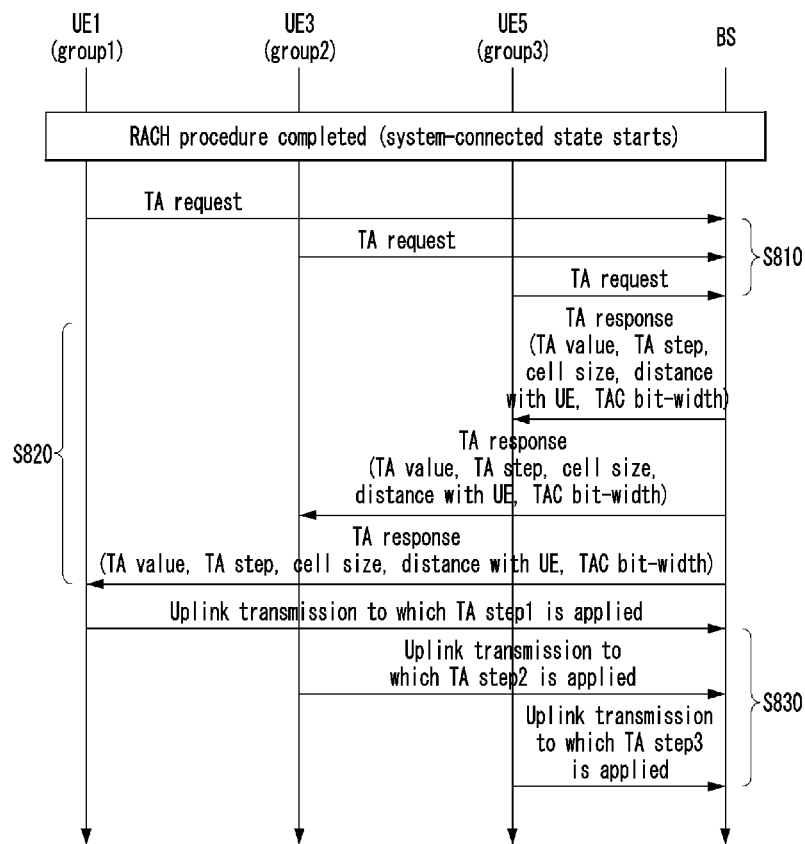 UE1
(group1)
UE3
(group2)
UE5
(group3)
BS
RACH procedure completed (system-connected state starts)
TA request
TA request
TA request
S810
TA response
(TA value, TA step,
cell size, distance
with UE, TAC bit-width)
S820
TA response
(TA value, TA step, cell size,
distance with UE, TAC bit-width)
TA response
(TA value, TA step, cell size, distance with UE, TAC bit-width)
Uplink transmission to which TA step1 is applied
Uplink transmission to
which TA step2 is applied
S830
Uplink transmission
to which TA step3
is applied